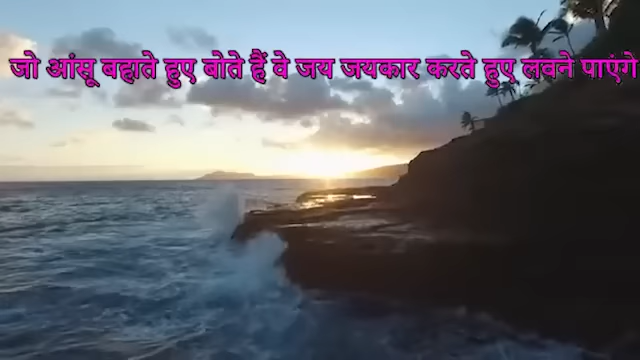 जो आंसू बहाते हुए बोते हैं वे जय जयकार करते हुए लवने पाएंगे